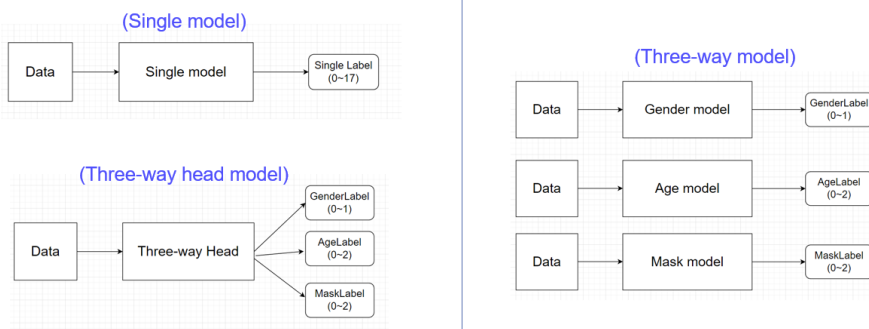 (Single model)
Data
Single model
Single Label
(0~17)
(Three-way head model)
Data
Three-way Head
GenderLabel
(0~1)
AgeLabel
(0~2)
MaskLabel
(0~2)
(Three-way model)
Data
Gender model
GenderLabel
(0~1)
Data
Age model
AgeLabel
(0~2)
Data
Mask model
MaskLabel
(0~2)